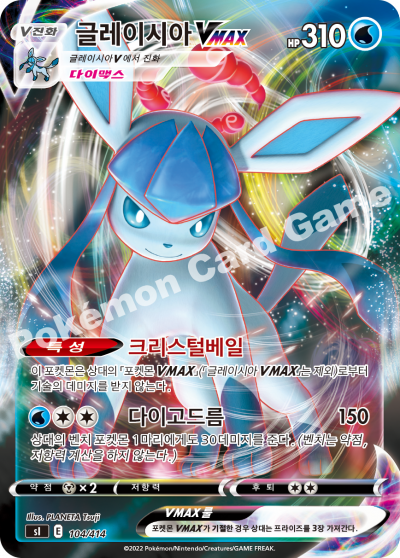 V진화
글레이시아 VMAX
HP 310
글레이시아V에서 진화
다이맥스
Pokémon Card Game
특성 크리스털베일
이 포켓몬은 상대의 「포켓몬 VMAX」(「글레이시아 VMAX」는 제외)로부터
기술의 데미지를 받지 않는다.
다이고드름 150
상대의 벤치 포켓몬 1마리에게도 30데미지를 준다. (벤치는 약점,
저항력 계산을 하지 않는다.)
약점 ×2 저항력 후퇴
Illus. PLANETA Tsuji
sI E 104/414
VMAX 룰
포켓몬 VMAX가 기절한 경우 상대는 프라이즈를 3장 가져간다.
©2022 Pokémon/Nintendo/Creatures/GAME FREAK.